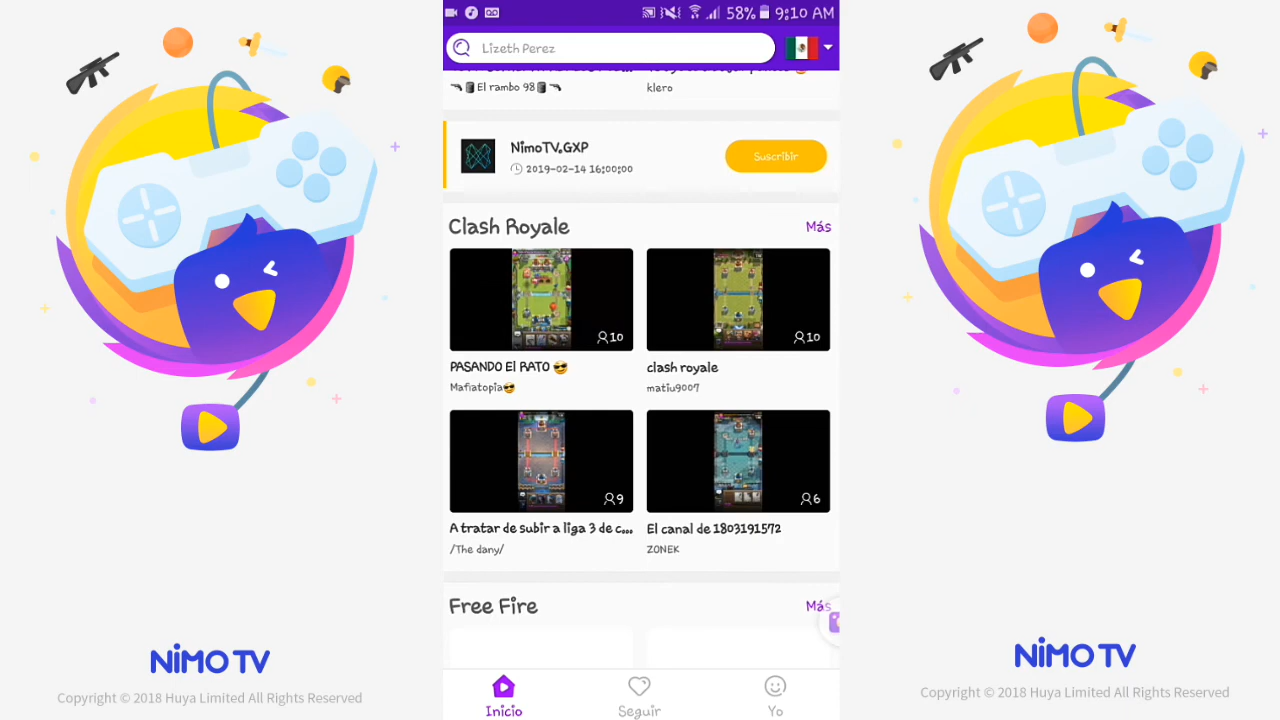 58% 9:10 AM
Lizeth Perez
El rambo 98
klero
NimoTV.GXP
2019-02-14 16:00:00
Suscribir
Clash Royale
Más
10
10
PASANDO El RATO 😎
clash royale
Mafiatopia😎
matiu9007
9
6
A tratar de subir a liga 3 de c...
El canal de 1803191572
/The dany/
ZONEK
Free Fire
Más
Inicio
Seguir
Yo
NiMO TV
Copyright © 2018 Huya Limited All Rights Reserved
NiMO TV
Copyright © 2018 Huya Limited All Rights Reserved